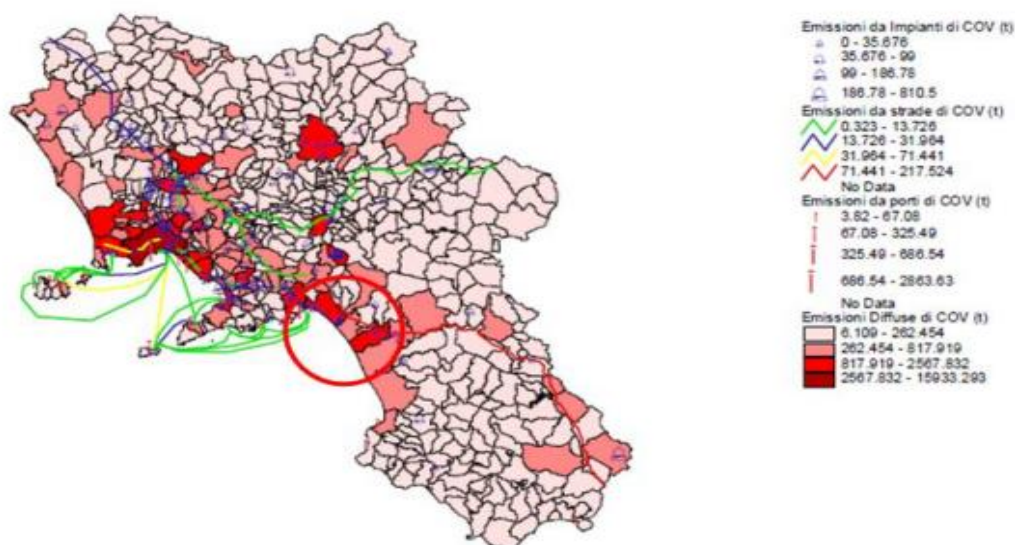 Emissioni da Impianti di COV (t)
0 - 35.676
35.676 - 99
99 - 186.78
186.78 - 810.5
Emissioni da strade di COV (t)
0.323 - 13.726
13.726 - 31.964
31.964 - 71.441
71.441 - 217.524
No Data
Emissioni da porti di COV (t)
3.82 - 67.08
67.08 - 325.49
325.49 - 686.54
686.54 - 2863.63
No Data
Emissioni Diffuse di COV (t)
6.109 - 262.454
262.454 - 817.919
817.919 - 2567.832
2567.832 - 15933.293